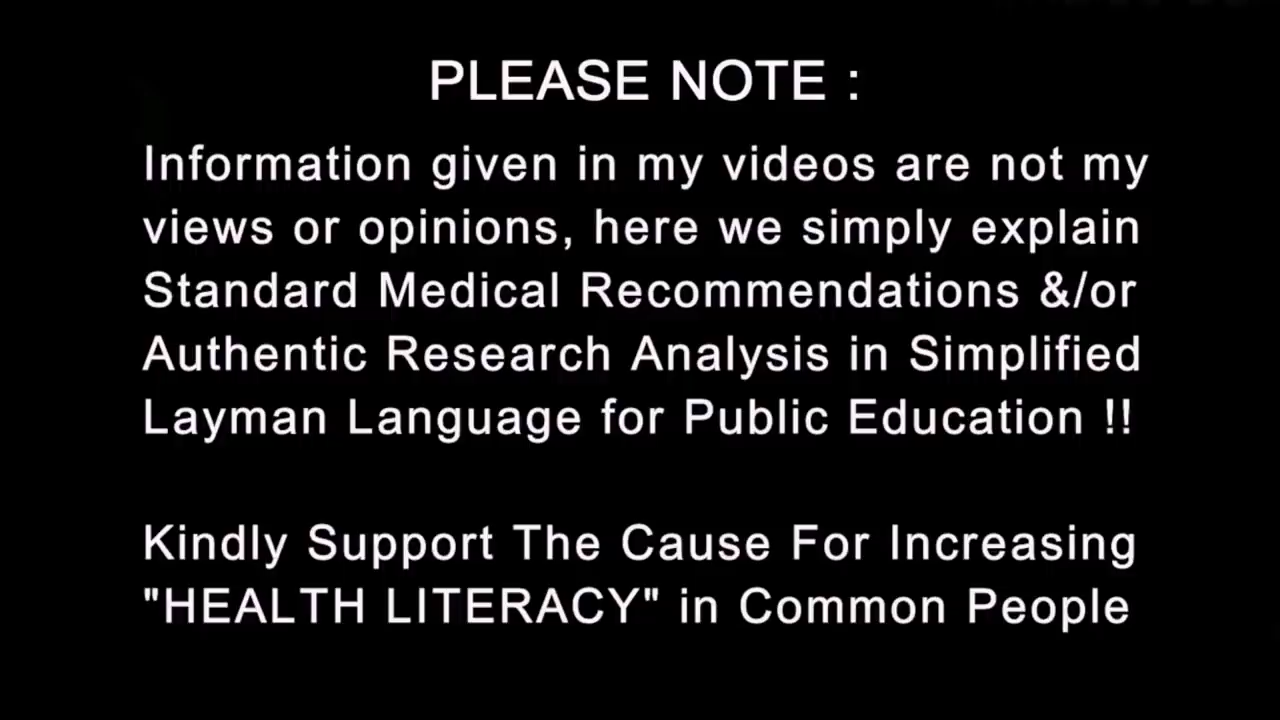 PLEASE NOTE :
Information given in my videos are not my
views or opinions, here we simply explain
Standard Medical Recommendations &/or
Authentic Research Analysis in Simplified
Layman Language for Public Education !!
Kindly Support The Cause For Increasing
"HEALTH LITERACY" in Common People